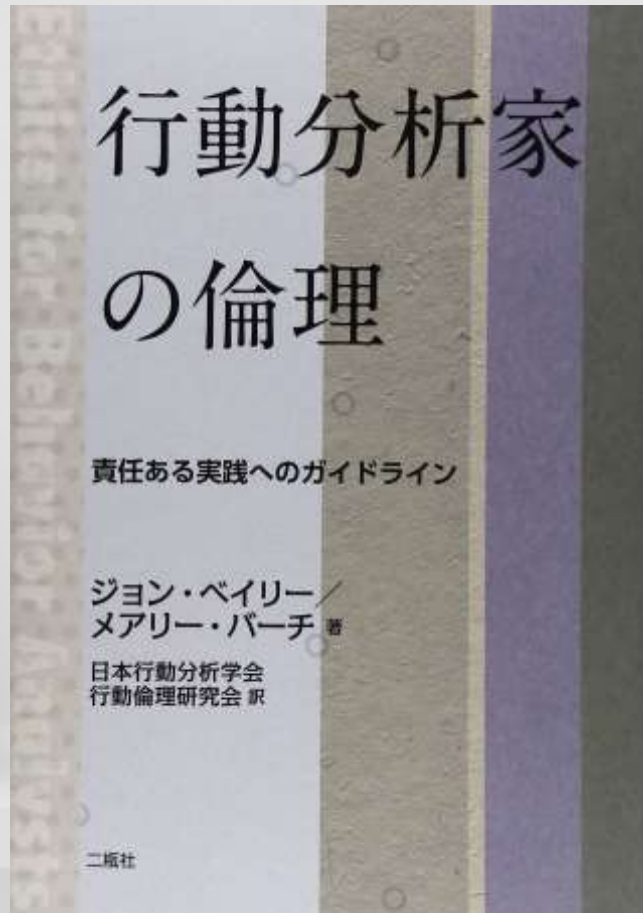 行動分析家
の倫理
責任ある実践へのガイドライン
ジョン・ベイリー／
メアリー・バーチ 著
日本行動分析学会
行動倫理研究会 訳
二瓶社
Ethics for Behavior Analysts